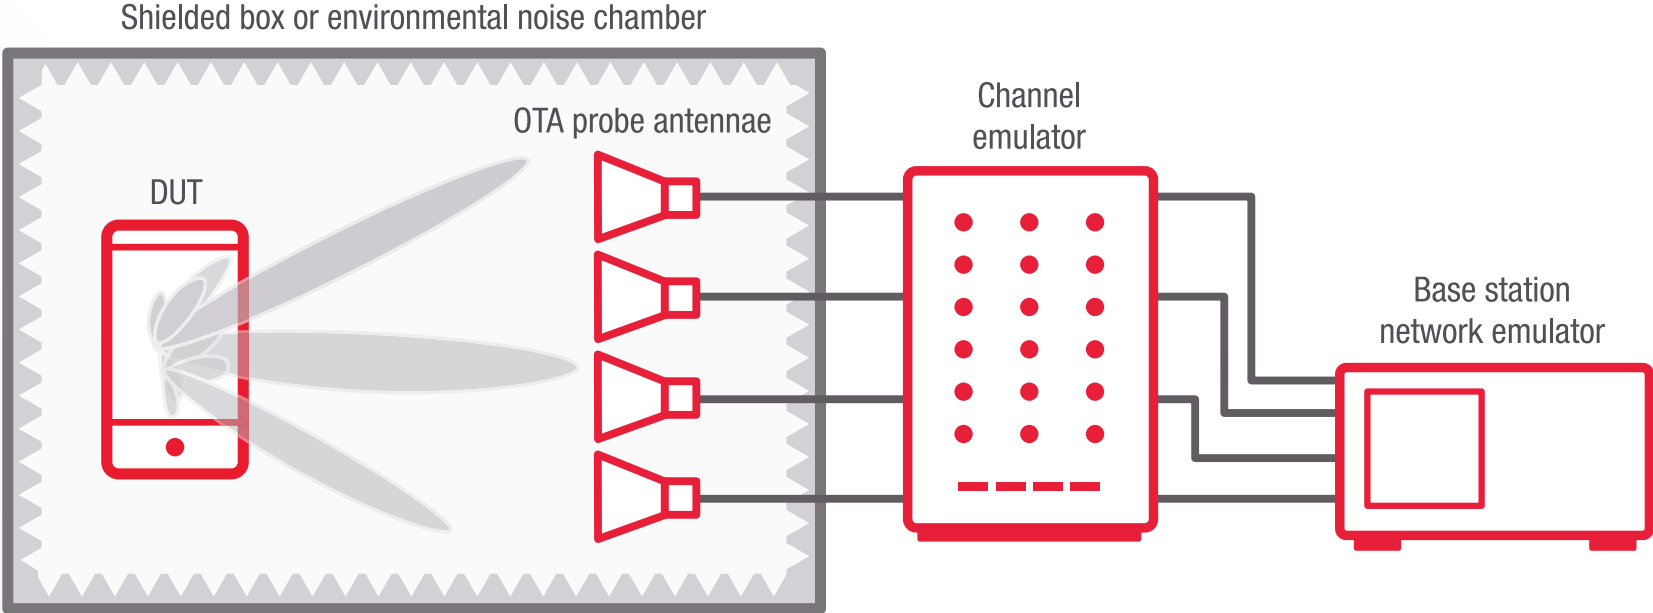 Shielded box or environmental noise chamber
OTA probe antennae
DUT
Channel
emulator
Base station
network emulator